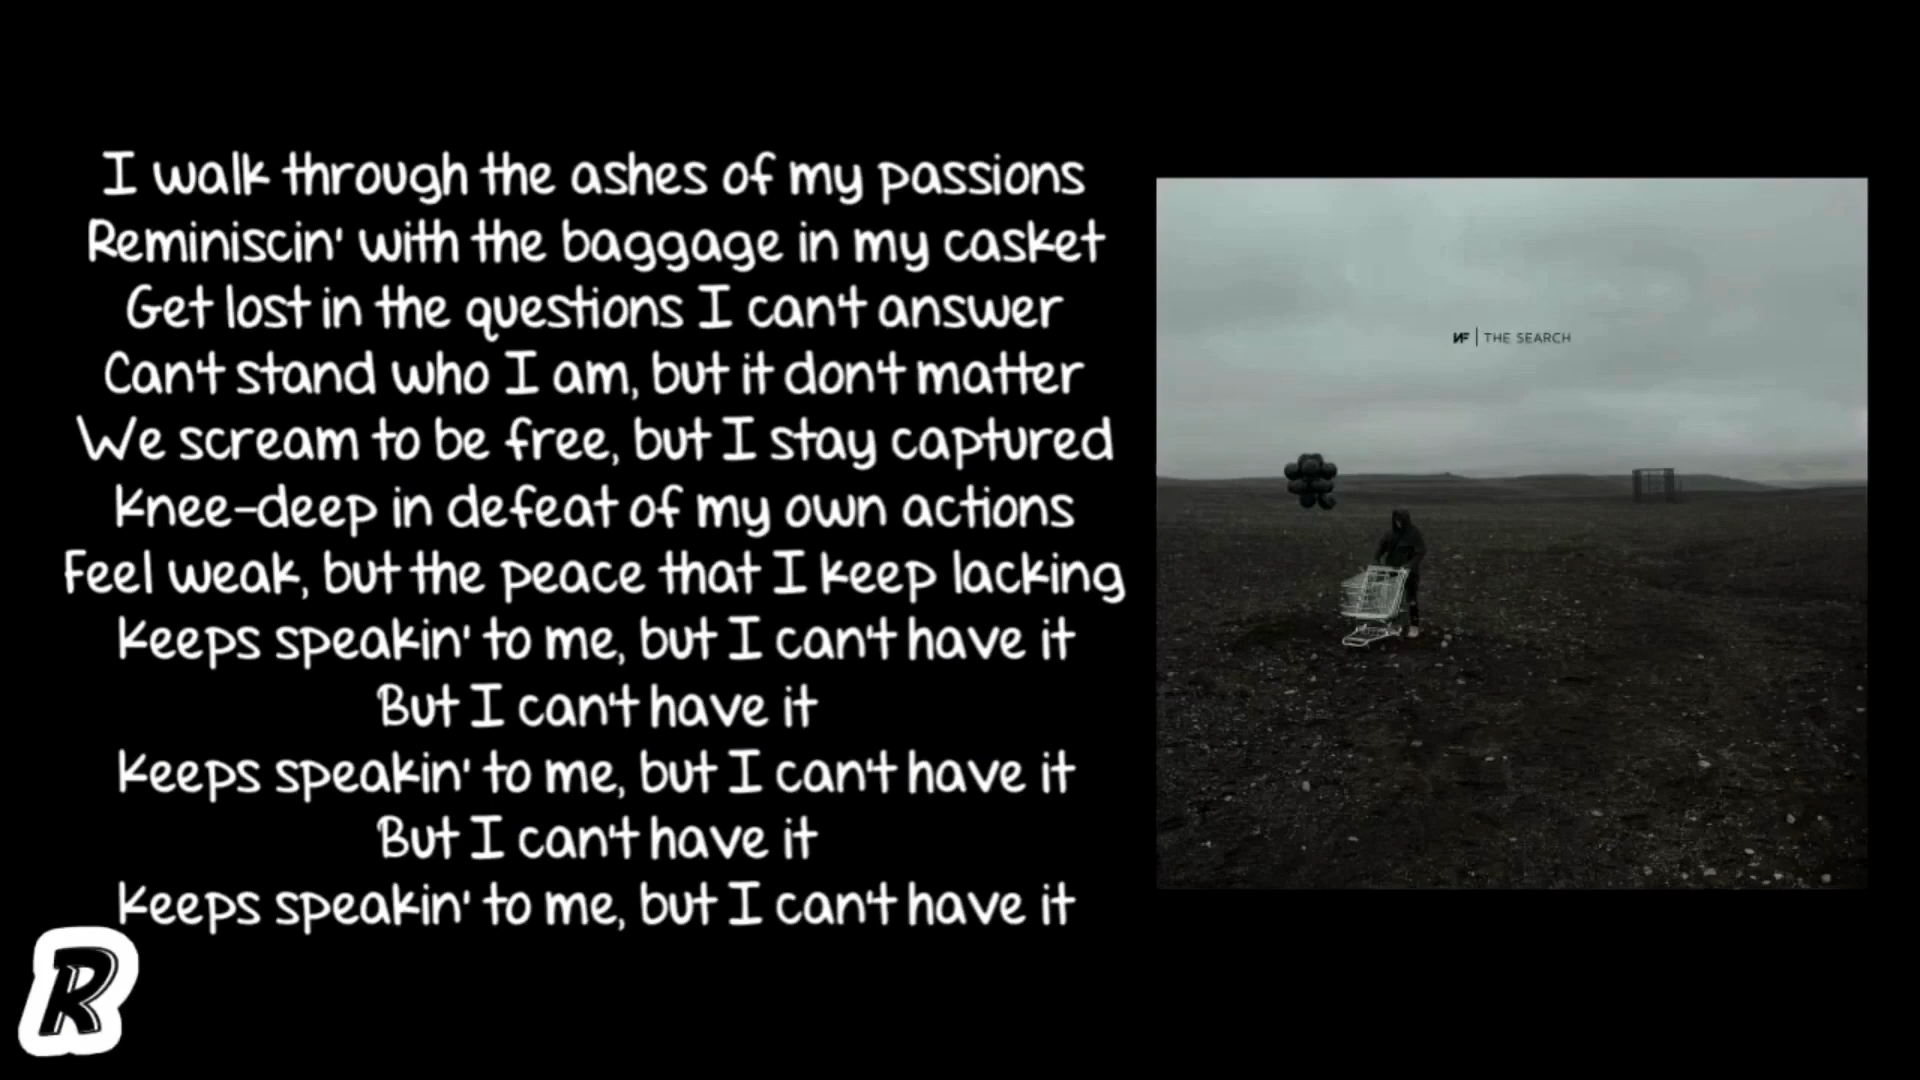 I walk through the ashes of my passions
Reminiscin' with the baggage in my casket
Get lost in the questions I can't answer
Can't stand who I am, but it don't matter
We scream to be free, but I stay captured
Knee-deep in defeat of my own actions
Feel weak, but the peace that I keep lacking
Keeps speakin' to me, but I can't have it
But I can't have it
Keeps speakin' to me, but I can't have it
But I can't have it
Keeps speakin' to me, but I can't have it
NF | THE SEARCH
R